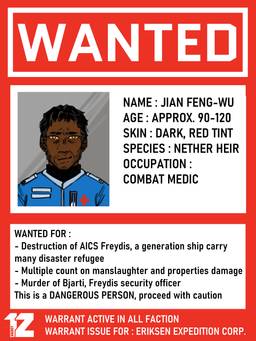 WANTED
NAME : JIAN FENG-WU
AGE : APPROX. 90-120
SKIN : DARK, RED TINT
SPECIES : NETHER HEIR
OCCUPATION :
COMBAT MEDIC
WANTED FOR :
- Destruction of AICS Freydis, a generation ship carry
many disaster refugee
- Multiple count on manslaughter and properties damage
- Murder of Bjarti, Freydis security officer
This is a DANGEROUS PERSON, proceed with caution
WARRANT ACTIVE IN ALL FACTION
WARRANT ISSUE FOR : ERIKSEN EXPEDITION CORP.